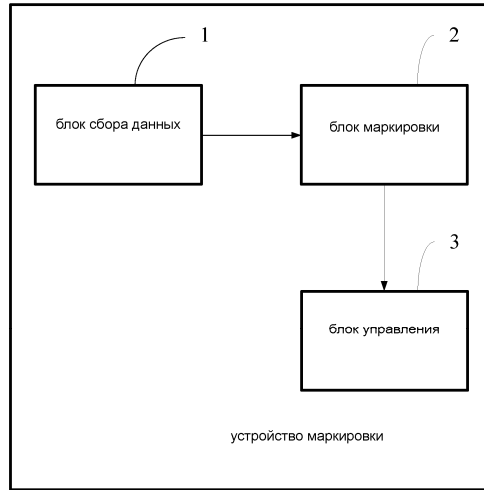 1
2
блок сбора данных
блок маркировки
3
блок управления
устройство маркировки